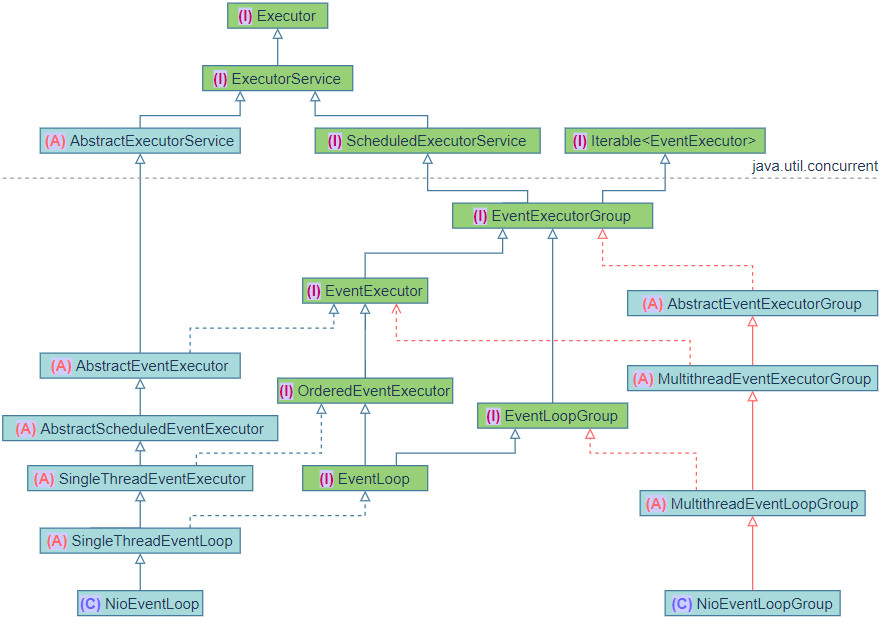 (I) Executor
(I) ExecutorService
(A) AbstractExecutorService
(I) ScheduledExecutorService
(I) Iterable<EventExecutor>
java.util.concurrent
(I) EventExecutorGroup
(I) EventExecutor
(A) AbstractEventExecutorGroup
(A) AbstractEventExecutor
(A) MultithreadEventExecutorGroup
(I) OrderedEventExecutor
(I) EventLoopGroup
(A) AbstractScheduledEventExecutor
(A) SingleThreadEventExecutor
(I) EventLoop
(A) MultithreadEventLoopGroup
(A) SingleThreadEventLoop
(C) NioEventLoop
(C) NioEventLoopGroup